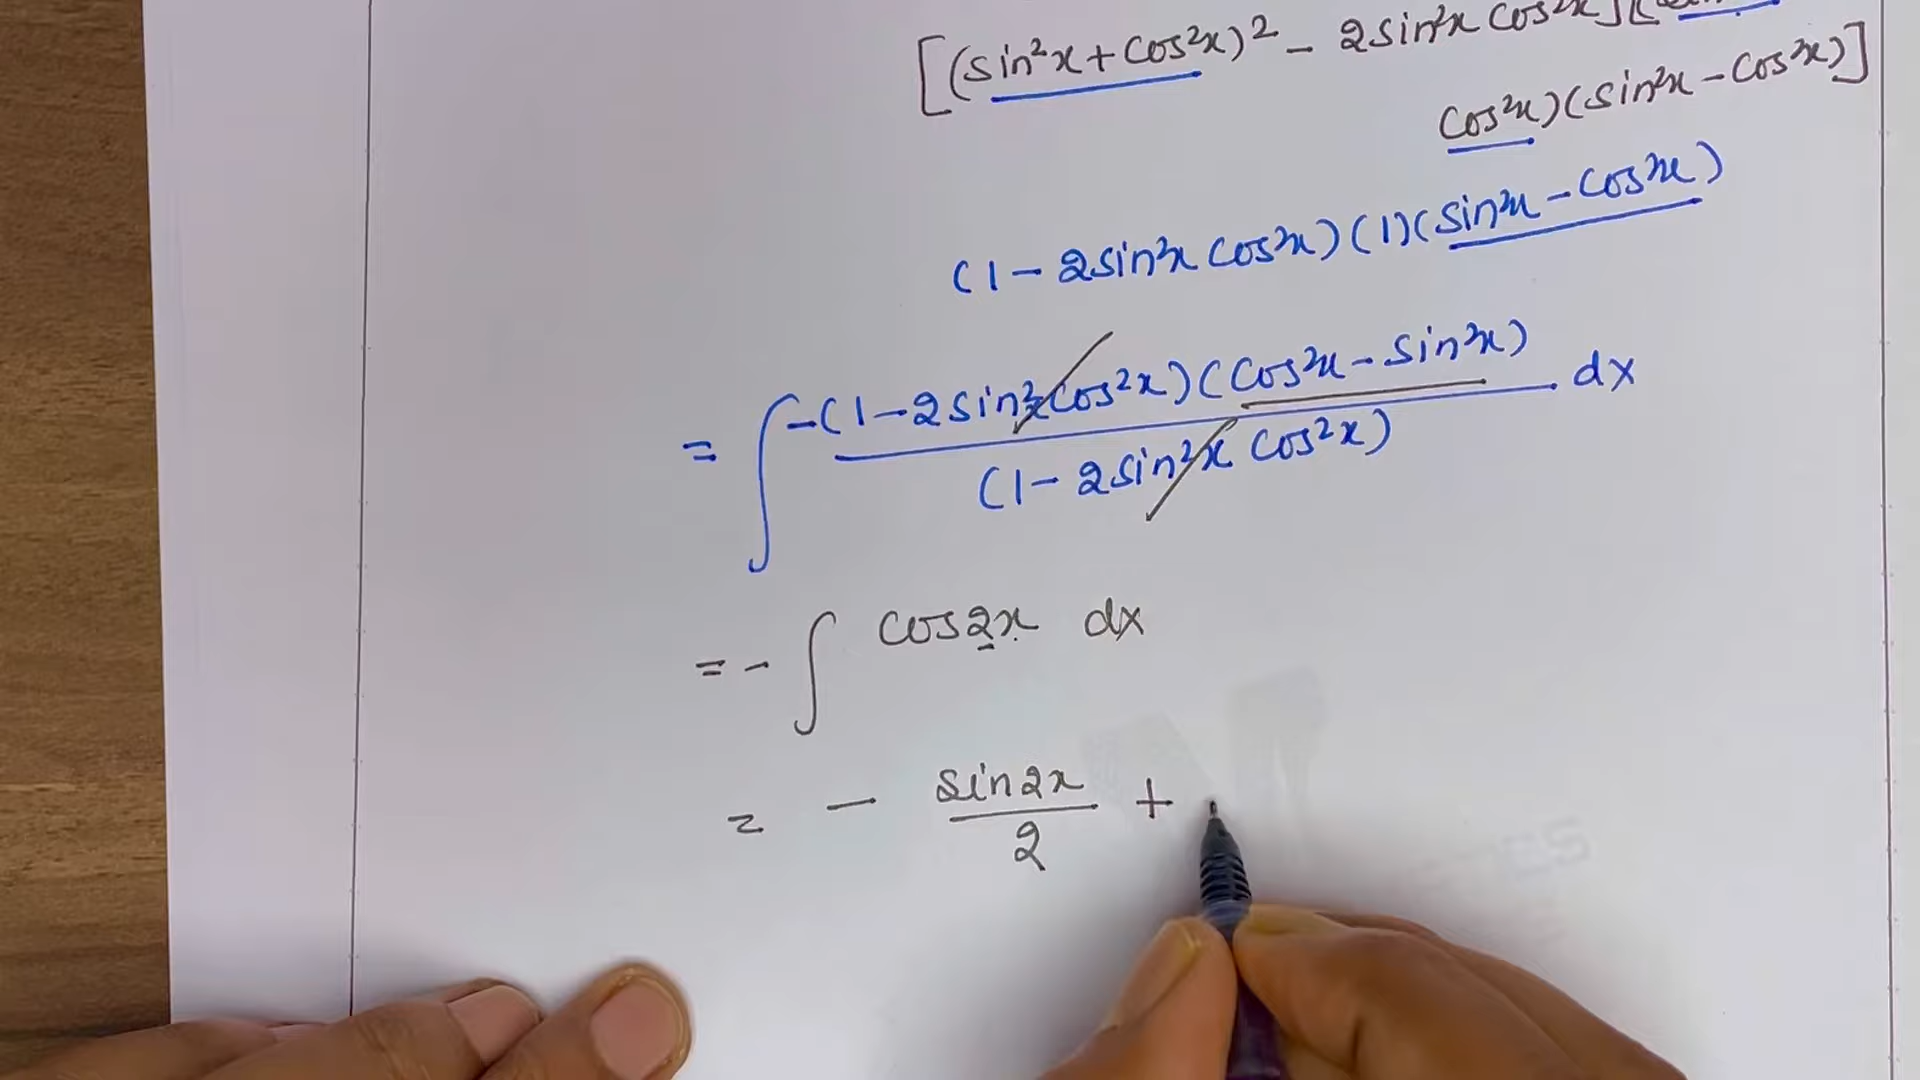 [(sin²x + cos²x)² - 2sin²x cos²x][
cos²x)(sin²x - cos²x)]
(1 - 2sin²x cos²x)(1)(sin²x - cos²x)
= ∫ -(1 - 2sin²x cos²x)(cos²x - sin²x) dx
(1 - 2sin²x cos²x)
= - ∫ cos2x dx
= - sin2x +
2